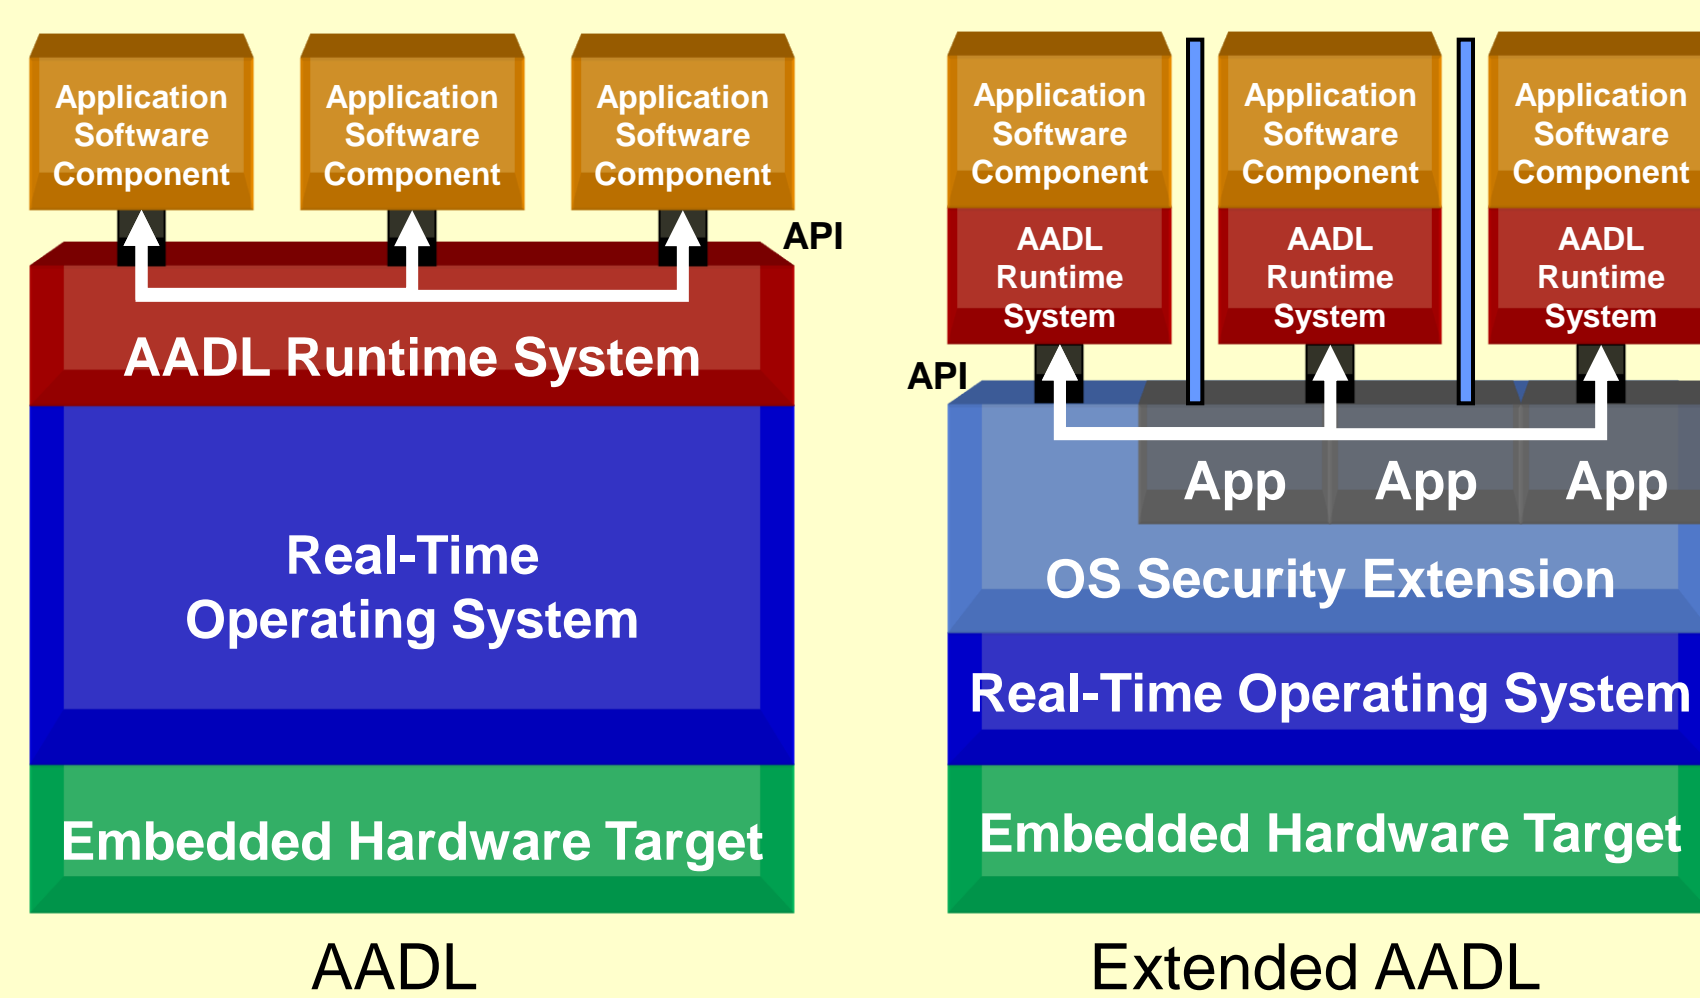 Application
Software
Component
Application
Software
Component
Application
Software
Component
API
AADL Runtime System
Real-Time
Operating System
Embedded Hardware Target
AADL
Application
Software
Component
Application
Software
Component
Application
Software
Component
AADL
Runtime
System
AADL
Runtime
System
AADL
Runtime
System
API
App
App
App
OS Security Extension
Real-Time Operating System
Embedded Hardware Target
Extended AADL